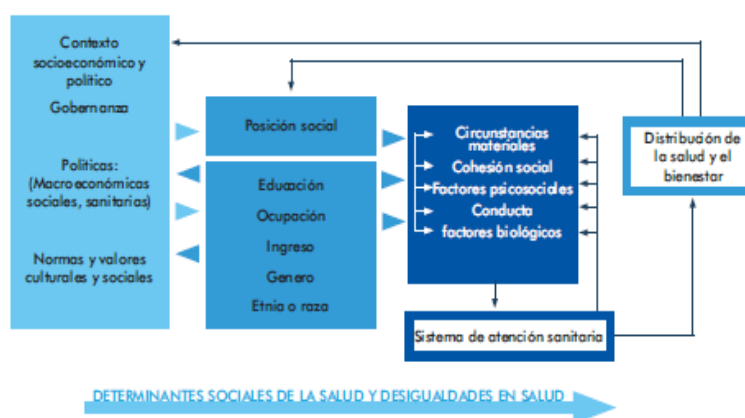 Contexto
socioeconómico y
político
Gobernanza
Políticas:
(Macroeconómicas
sociales, sanitarias)
Normas y valores
culturales y sociales
Posición social
Educación
Ocupación
Ingreso
Genero
Etnia o raza
Circunstancias
materiales
Cohesión social
Factores psicosociales
Conducta
factores biológicos
Sistema de atención sanitaria
Distribución de
la salud y el
bienestar
DETERMINANTES SOCIALES DE LA SALUD Y DESIGUALDADES EN SALUD